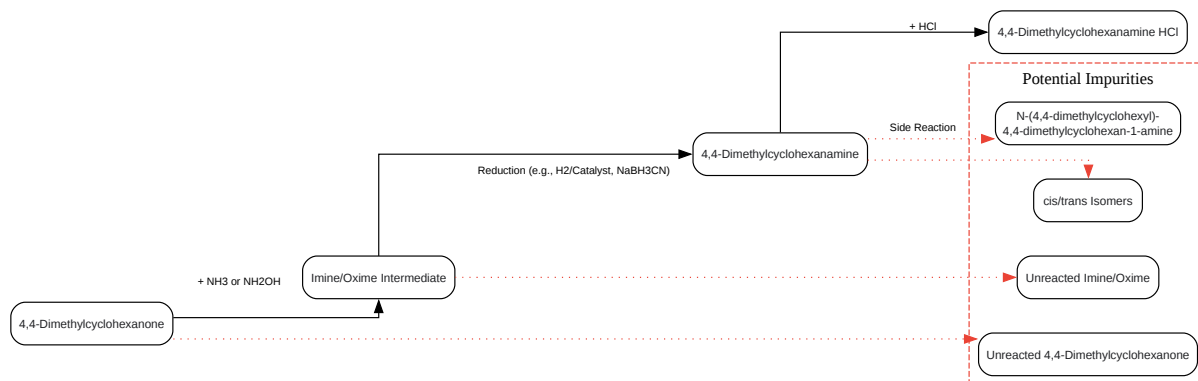 + HCl
4,4-Dimethylcyclohexanamine HCl
Potential Impurities
N-(4,4-dimethylcyclohexyl)-
4,4-dimethylcyclohexan-1-amine
Side Reaction
4,4-Dimethylcyclohexanamine
Reduction (e.g., H2/Catalyst, NaBH3CN)
cis/trans Isomers
+ NH3 or NH2OH
Imine/Oxime Intermediate
Unreacted Imine/Oxime
4,4-Dimethylcyclohexanone
Unreacted 4,4-Dimethylcyclohexanone